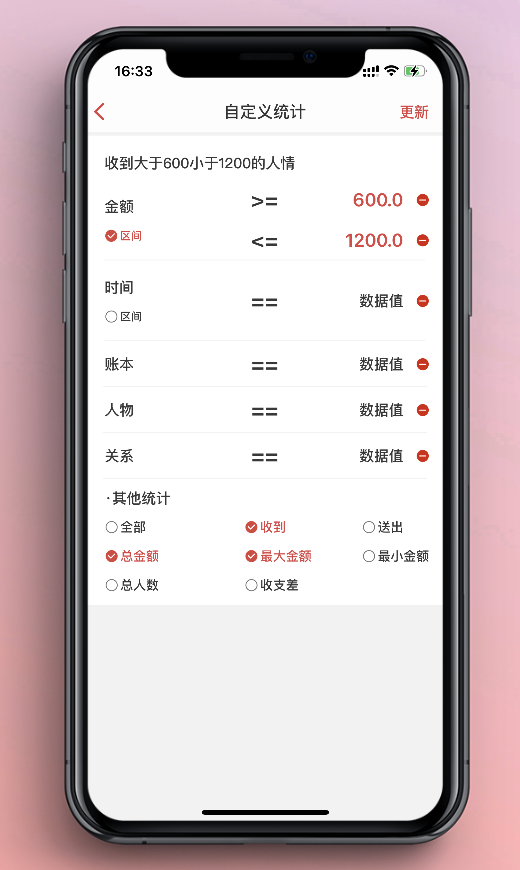 16:33
自定义统计 更新
收到大于600小于1200的人情
金额 >= 600.0
区间 <= 1200.0
时间
区间 == 数据值
账本 == 数据值
人物 == 数据值
关系 == 数据值
·其他统计
全部 收到 送出
总金额 最大金额 最小金额
总人数 收支差